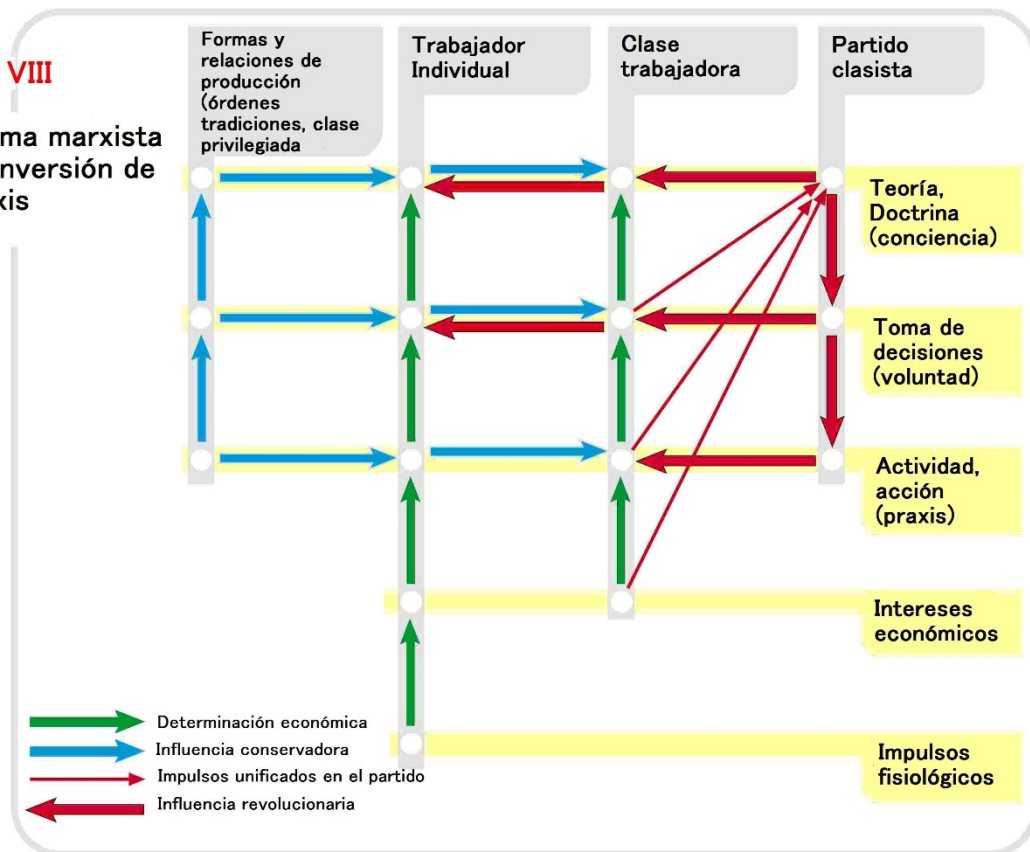 VIII
ma marxista
nversión de
xis
Formas y
relaciones de
producción
(órdenes
tradiciones, clase
privilegiada
Trabajador
Individual
Clase
trabajadora
Partido
clasista
Teoría,
Doctrina
(conciencia)
Toma de
decisiones
(voluntad)
Actividad,
acción
(praxis)
Intereses
económicos
Impulsos
fisiológicos
Determinación económica
Influencia conservadora
Impulsos unificados en el partido
Influencia revolucionaria